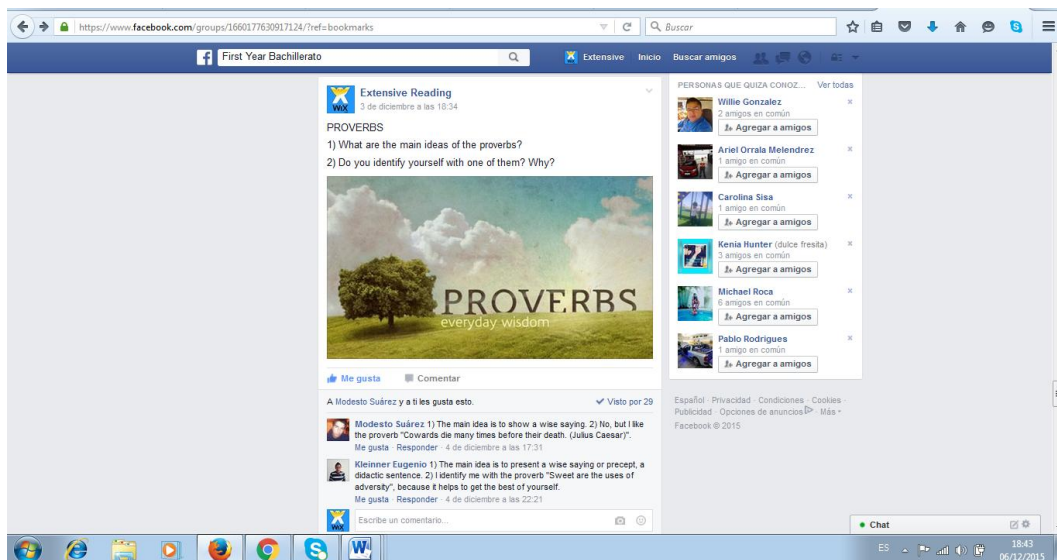 https://www.facebook.com/groups/1660177630917124/?ref=bookmarks
Buscar
First Year Bachillerato
Extensive
Inicio
Buscar amigos
WIX
Extensive Reading
3 de diciembre a las 18:34
PROVERBS
1) What are the main ideas of the proverbs?
2) Do you identify yourself with one of them? Why?
PROVERBS
everyday wisdom
Me gusta
Comentar
A Modesto Suárez y a ti les gusta esto.
Visto por 29
Modesto Suárez 1) The main idea is to show a wise saying. 2) No, but I like
the proverb "Cowards die many times before their death. (Julius Caesar)".
Me gusta · Responder · 4 de diciembre a las 17:31
Kleinner Eugenio 1) The main idea is to present a wise saying or precept, a
didactic sentence. 2) I identify me with the proverb "Sweet are the uses of
adversity", because it helps to get the best of yourself.
Me gusta · Responder · 4 de diciembre a las 22:21
WIX
Escribe un comentario...
PERSONAS QUE QUIZA CONOZ...
Ver todas
Willie Gonzalez
2 amigos en común
Agregar a amigos
Ariel Orrala Melendrez
1 amigo en común
Agregar a amigos
Carolina Sisa
1 amigo en común
Agregar a amigos
Kenia Hunter (dulce fresita)
3 amigos en común
Agregar a amigos
Michael Roca
6 amigos en común
Agregar a amigos
Pablo Rodrigues
1 amigo en común
Agregar a amigos
Español · Privacidad · Condiciones · Cookies ·
Publicidad · Opciones de anuncios · Más
Facebook © 2015
Chat
ES
18:43
06/12/2015